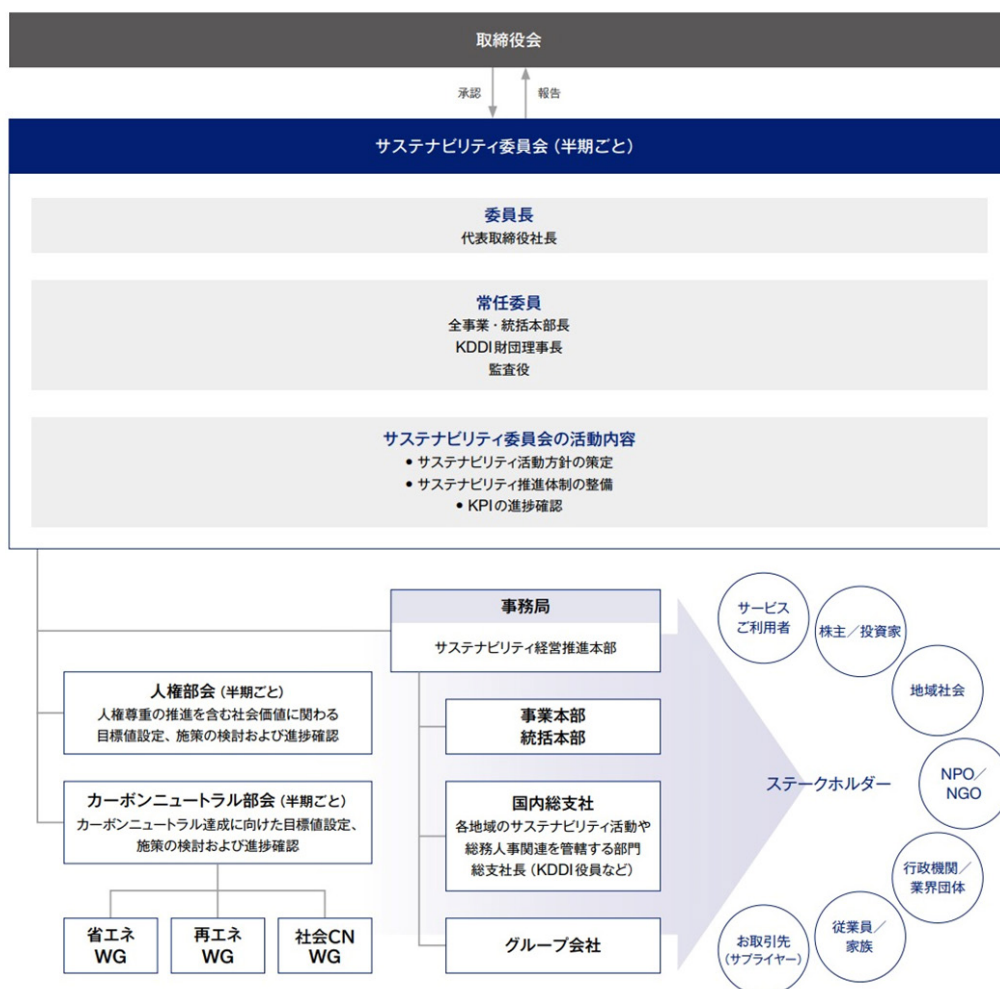 取締役会
承認
報告
サステナビリティ委員会（半期ごと）
委員長
代表取締役社長
常任委員
全事業・統括本部長
KDDI財団理事長
監査役
サステナビリティ委員会の活動内容
• サステナビリティ活動方針の策定
• サステナビリティ推進体制の整備
• KPIの進捗確認
事務局
サステナビリティ経営推進本部
人権部会（半期ごと）
人権尊重の推進を含む社会価値に関わる
目標値設定、施策の検討および進捗確認
カーボンニュートラル部会（半期ごと）
カーボンニュートラル達成に向けた目標値設定、
施策の検討および進捗確認
省エネ
WG
再エネ
WG
社会CN
WG
事業本部
統括本部
国内総支社
各地域のサステナビリティ活動や
総務人事関連を管轄する部門
総支社長（KDDI役員など）
グループ会社
ステークホルダー
サービス
ご利用者
株主／投資家
地域社会
NPO／
NGO
行政機関／
業界団体
従業員／
家族
お取引先
（サプライヤー）